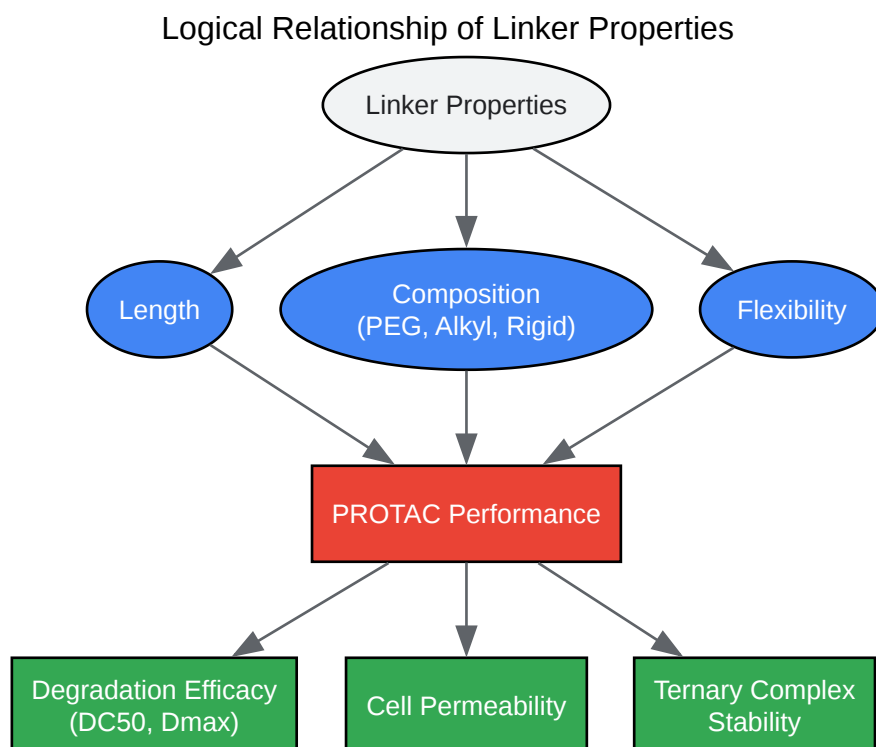 Logical Relationship of Linker Properties
Linker Properties
Length
Composition
(PEG, Alkyl, Rigid)
Flexibility
PROTAC Performance
Degradation Efficacy
(DC50, Dmax)
Cell Permeability
Ternary Complex
Stability